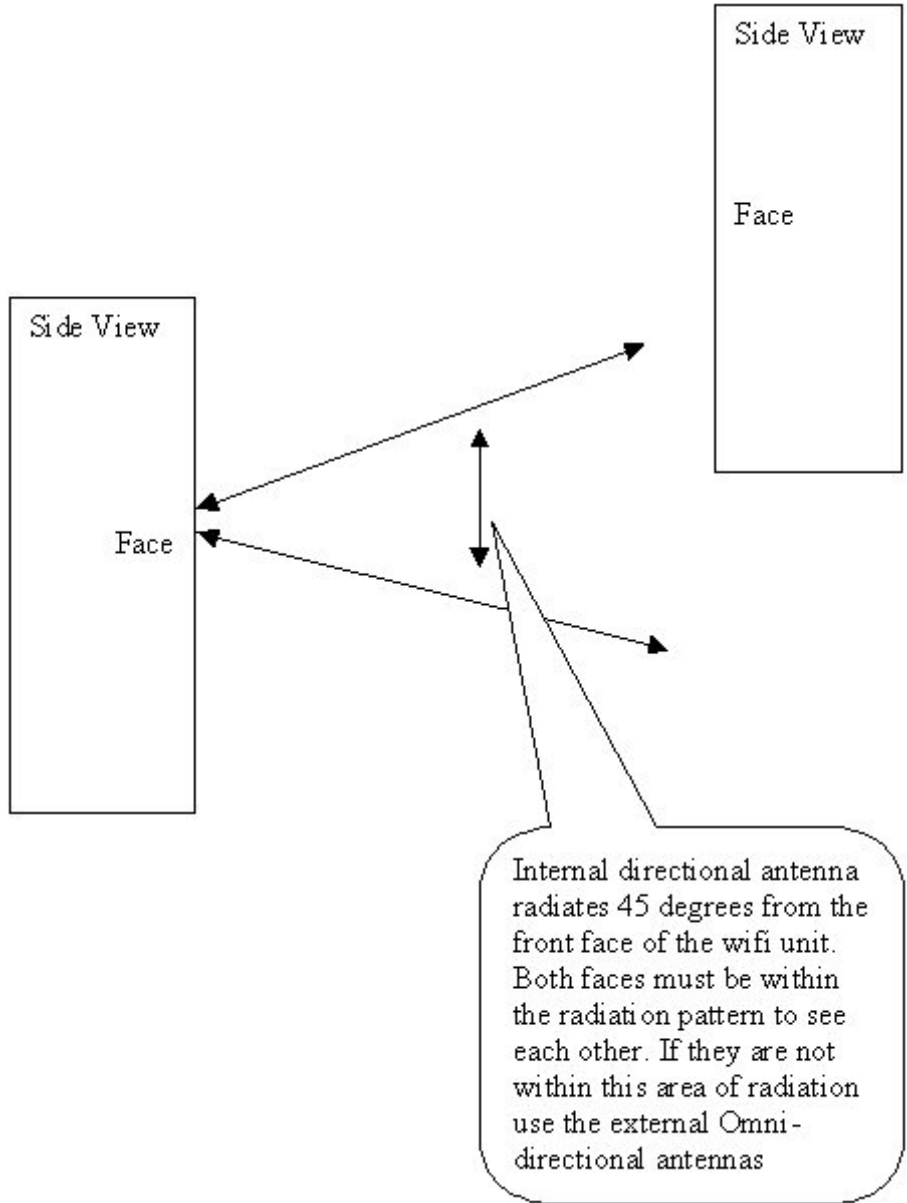 Side View
Face
Side View
Face
Internal directional antenna
radiates 45 degrees from the
front face of the wifi unit.
Both faces must be within
the radiation pattern to see
each other. If they are not
within this area of radiation
use the external Omni-
directional antennas